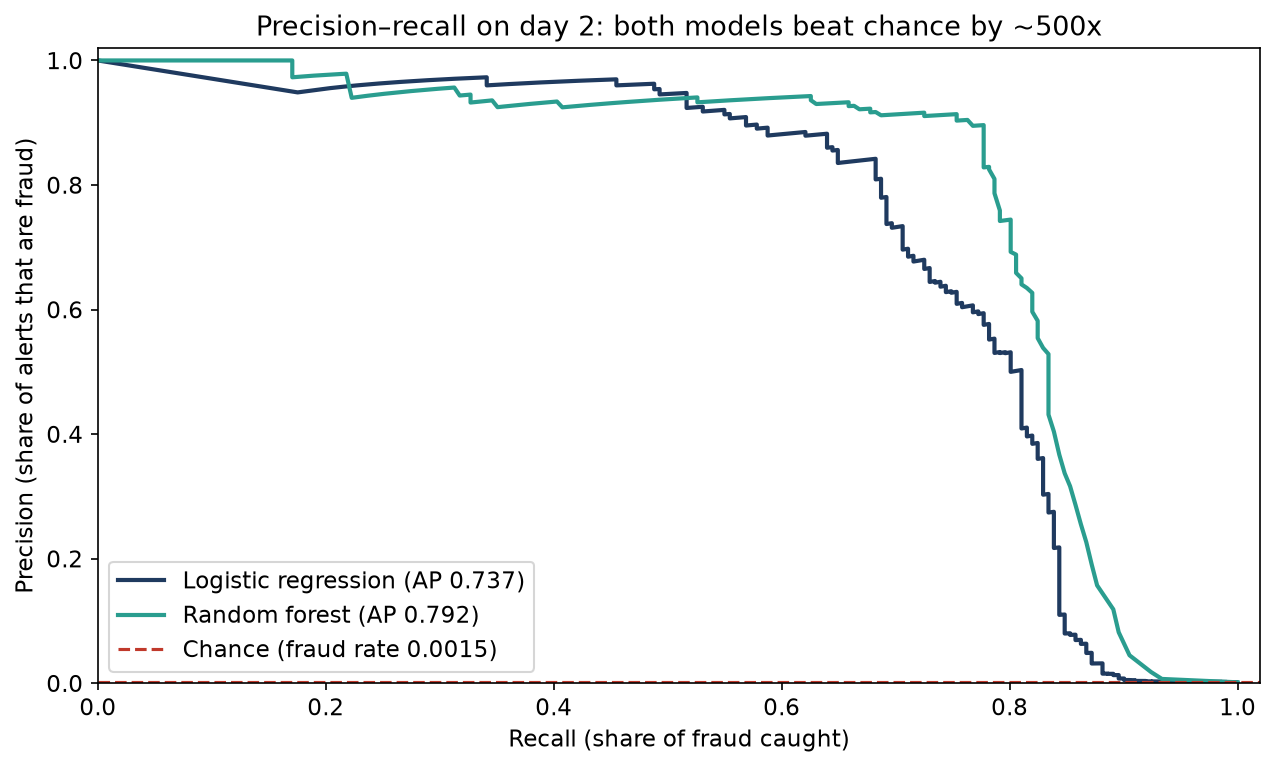 Precision–recall on day 2: both models beat chance by ~500x
Precision (share of alerts that are fraud)
1.0
0.8
0.6
0.4
0.2
0.0
Logistic regression (AP 0.737)
Random forest (AP 0.792)
Chance (fraud rate 0.0015)
0.0 0.2 0.4 0.6 0.8 1.0
Recall (share of fraud caught)